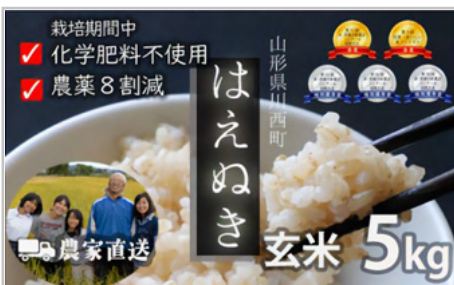 栽培期間中
化学肥料不使用
農薬8割減
山形県川西町
はえぬき
農家直送
玄米 5kg